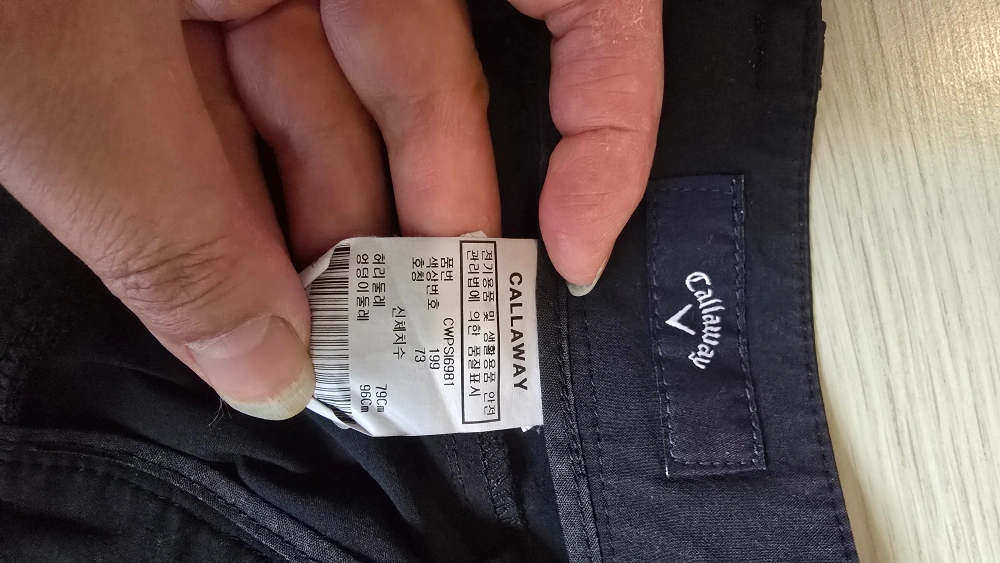 CALLAWAY
전기용품 및 생활용품 안전
관리법에 의한 품질표시
품번 CWPSI6981
색상번호 199
호칭 73
신체치수
허리둘레 79Cm
엉덩이둘레 96Cm
Callaway